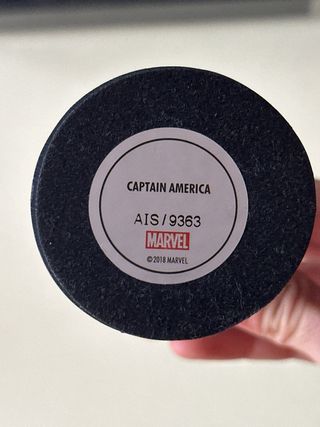 CAPTAIN AMERICA
AIS/9363
MARVEL
©2018 MARVEL